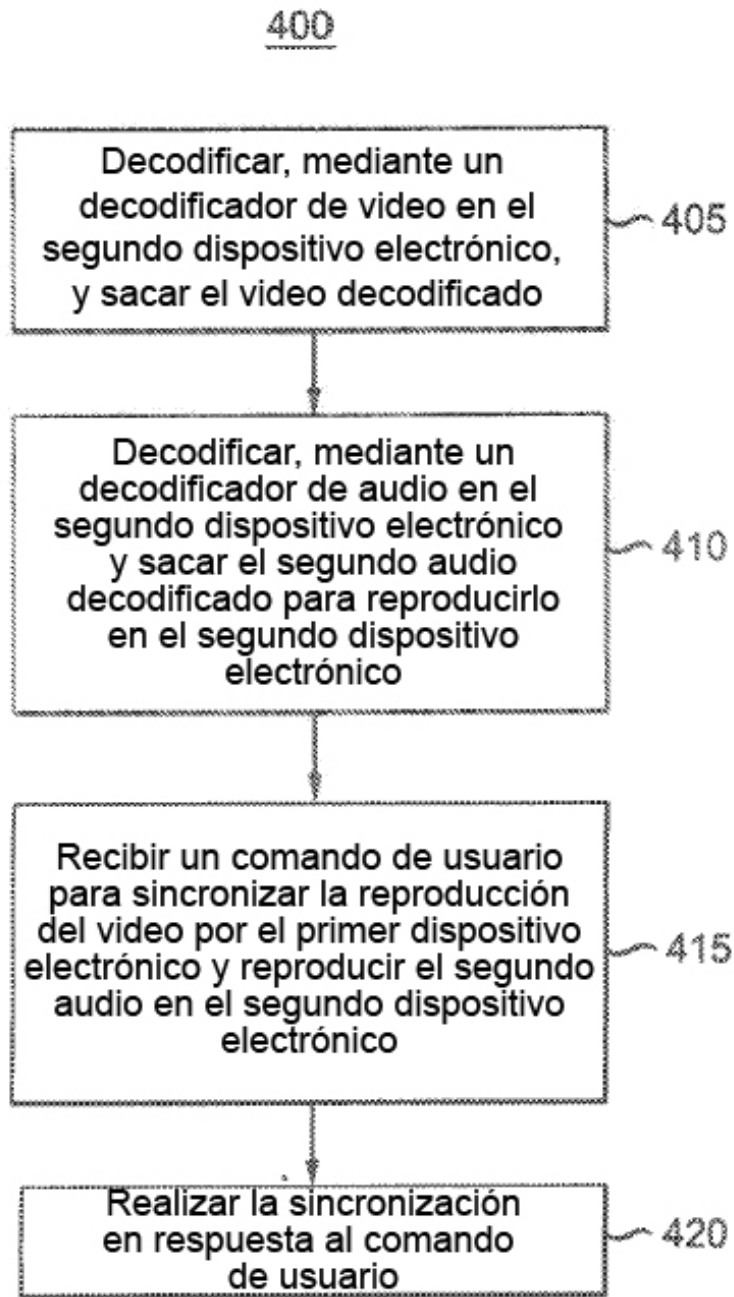 400
Decodificar, mediante un
decodificador de video en el
segundo dispositivo electrónico,
y sacar el video decodificado
405
Decodificar, mediante un
decodificador de audio en el
segundo dispositivo electrónico
y sacar el segundo audio
decodificado para reproducirlo
en el segundo dispositivo
electrónico
410
Recibir un comando de usuario
para sincronizar la reproducción
del video por el primer dispositivo
electrónico y reproducir el segundo
audio en el segundo dispositivo
electrónico
415
Realizar la sincronización
en respuesta al comando
de usuario
420